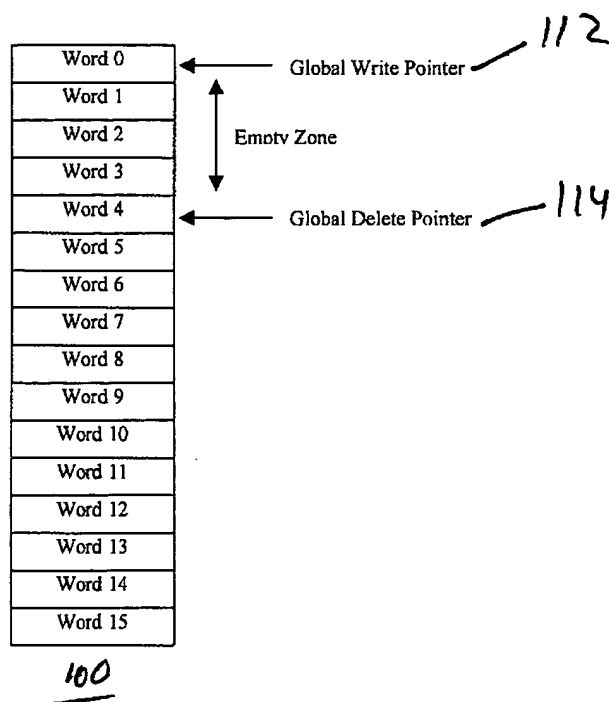 112
Word 0
Global Write Pointer
Word 1
Word 2
Empty Zone
Word 3
114
Word 4
Global Delete Pointer
Word 5
Word 6
Word 7
Word 8
Word 9
Word 10
Word 11
Word 12
Word 13
Word 14
Word 15
100